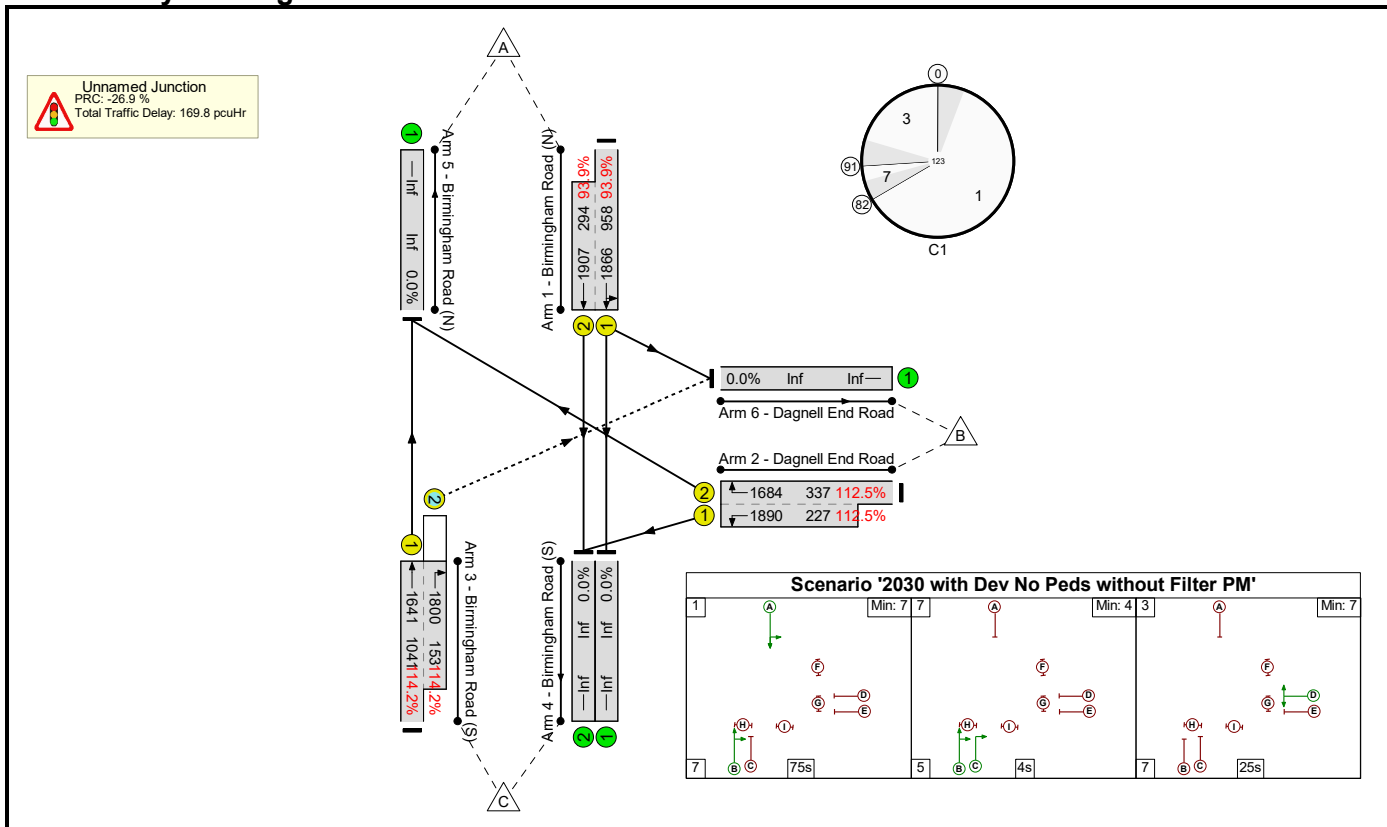 A
Unnamed Junction
PRC: -26.9 %
Total Traffic Delay: 169.8 pcuHr
0
3
91
123
7
82
1
C1
1
Inf
Inf
0.0%
Arm 5 - Birmingham Road (N)
Arm 1 - Birmingham Road (N)
1907 294 93.9%
1866 958 93.9%
2
1
0.0% Inf Inf
1
Arm 6 - Dagnell End Road
B
Arm 2 - Dagnell End Road
2
1684 337 112.5%
1
1890 227 112.5%
2
1
1641 1041 114.2%
1800 153 114.2%
Arm 3 - Birmingham Road (S)
Arm 4 - Birmingham Road (S)
Inf Inf 0.0%
Inf Inf 0.0%
2
1
C
Scenario '2030 with Dev No Peds without Filter PM'
1
A
Min: 7
F
G
D
E
H
I
B
C
7
75s
7
A
Min: 4
F
G
D
E
H
I
B
C
5
4s
3
A
Min: 7
F
G
D
E
H
I
B
C
7
25s